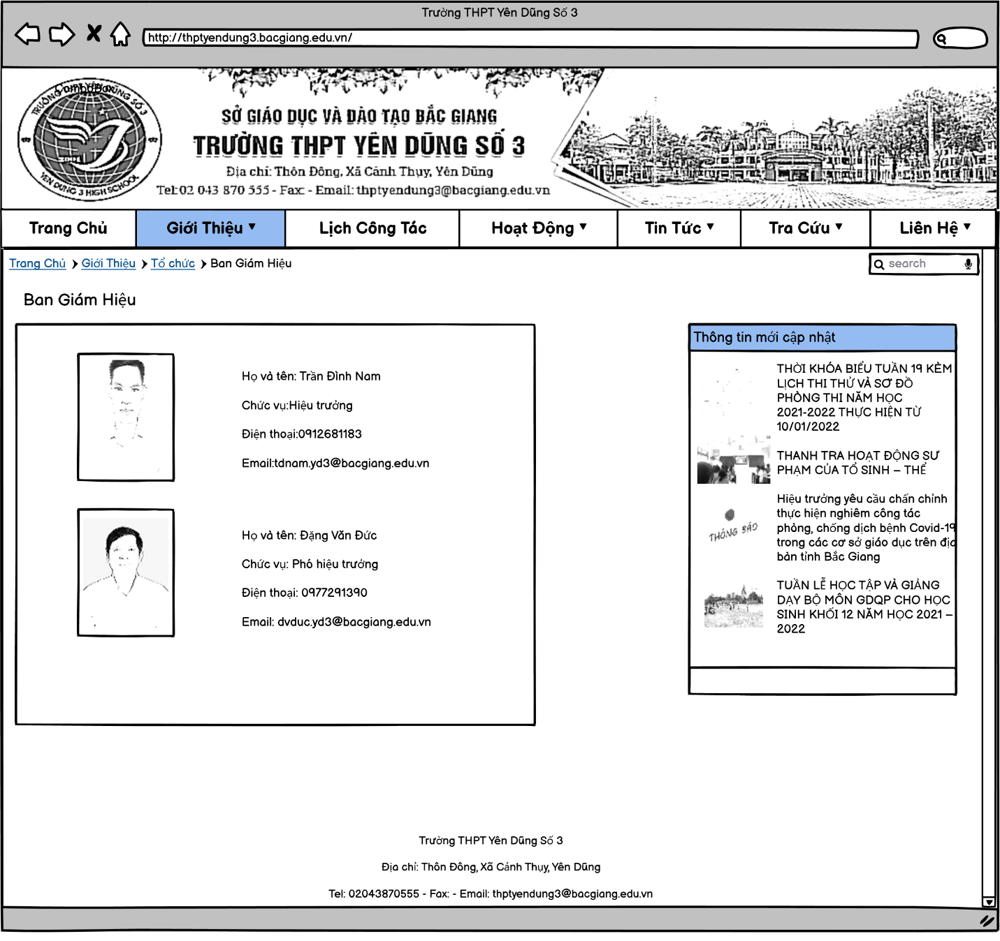 Trường THPT Yên Dũng Số 3
http://thptyendung3.bacgiang.edu.vn/
ComboBox
TRƯỜNG THPT YÊN DŨNG SỐ 3
2001
YEN DUNG 3 HIGH SCHOOL
SỞ GIÁO DỤC VÀ ĐÀO TẠO BẮC GIANG
TRƯỜNG THPT YÊN DŨNG SỐ 3
Địa chỉ: Thôn Đông, Xã Cảnh Thụy, Yên Dũng
Tel:02 043 870 555 - Fax: - Email: thptyendung3@bacgiang.edu.vn
Trang Chủ Giới Thiệu Lịch Công Tác Hoạt Động Tin Tức Tra Cứu Liên Hệ
Trang Chủ Giới Thiệu Tổ chức Ban Giám Hiệu
search
Ban Giám Hiệu
Họ và tên: Trần Đình Nam
Chức vụ:Hiệu trưởng
Điện thoại:0912681183
Email:tdnam.yd3@bacgiang.edu.vn
Họ và tên: Đặng Văn Đức
Chức vụ: Phó hiệu trưởng
Điện thoại: 0977291390
Email: dvduc.yd3@bacgiang.edu.vn
Thông tin mới cập nhật
THỜI KHÓA BIỂU TUẦN 19 KÈM
LỊCH THI THỬ VÀ SƠ ĐỒ
PHÒNG THI NĂM HỌC
2021-2022 THỰC HIỆN TỪ
10/01/2022
THANH TRA HOẠT ĐỘNG SƯ
PHẠM CỦA TỔ SINH – THỂ
THÔNG BÁO
Hiệu trưởng yêu cầu chấn chỉnh
thực hiện nghiêm công tác
phòng, chống dịch bệnh Covid-19
trong các cơ sở giáo dục trên địa
bàn tỉnh Bắc Giang
TUẦN LỄ HỌC TẬP VÀ GIẢNG
DẠY BỘ MÔN GDQP CHO HỌC
SINH KHỐI 12 NĂM HỌC 2021 –
2022
Trường THPT Yên Dũng Số 3
Địa chỉ: Thôn Đông, Xã Cảnh Thụy, Yên Dũng
Tel: 02043870555 - Fax: - Email: thptyendung3@bacgiang.edu.vn